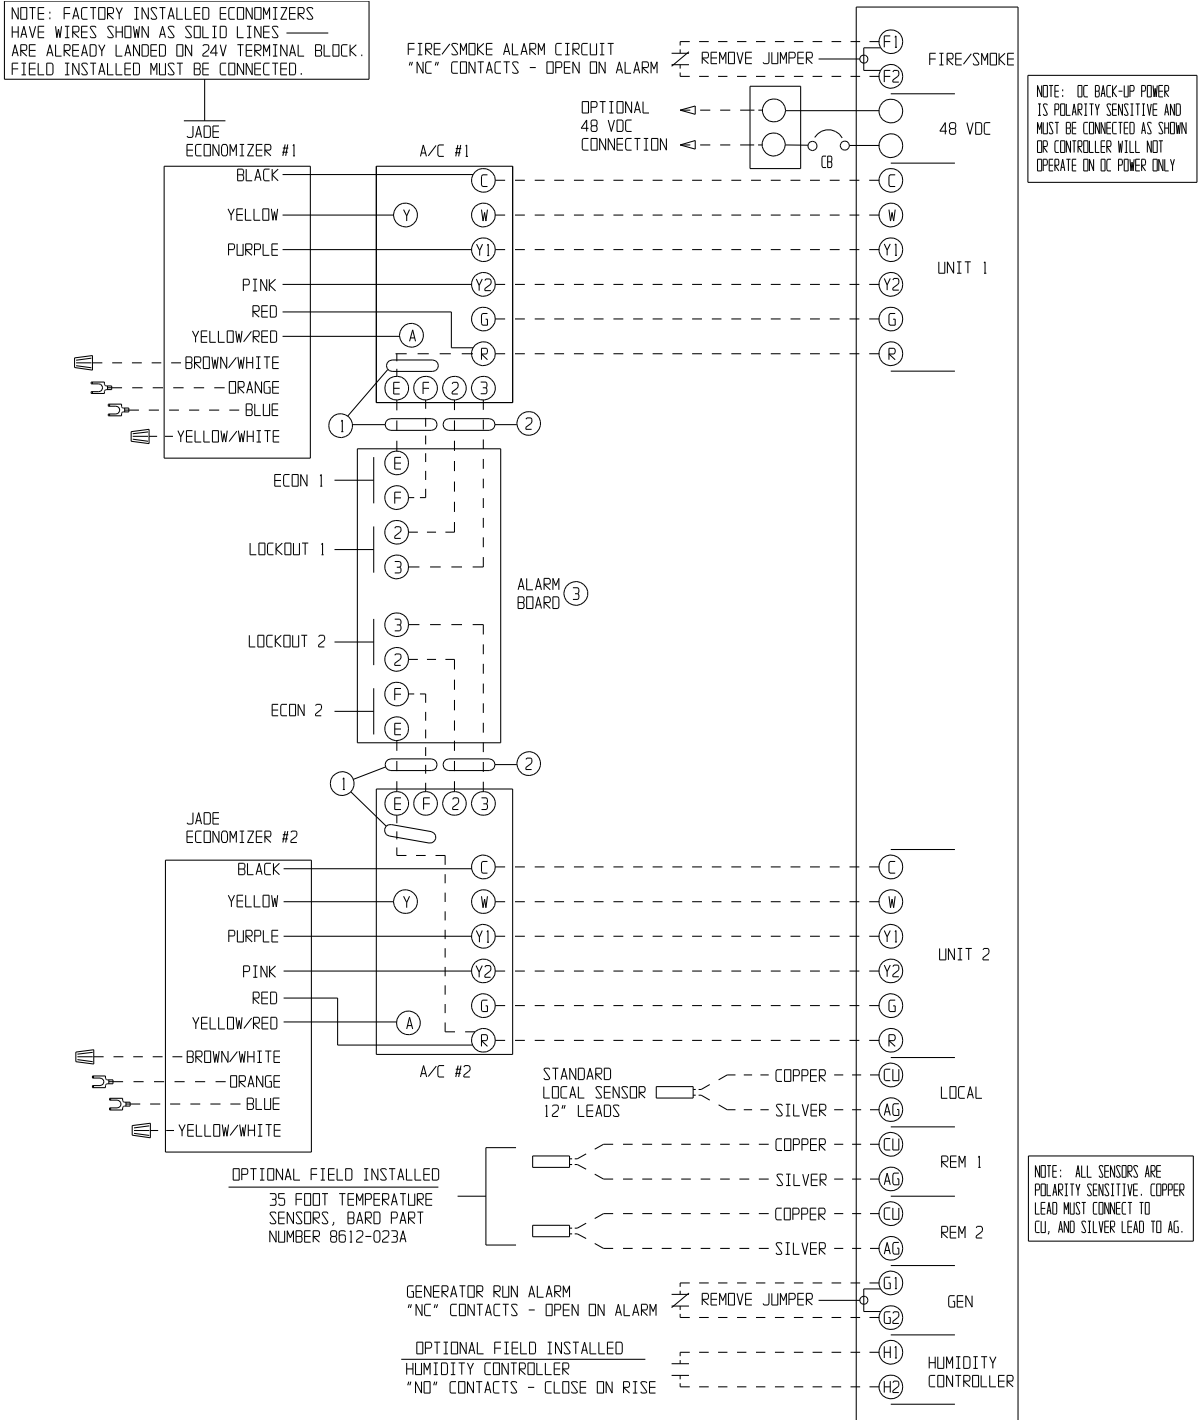 NOTE: FACTORY INSTALLED ECONOMIZERS
HAVE WIRES SHOWN AS SOLID LINES
ARE ALREADY LANDED ON 24V TERMINAL BLOCK.
FIELD INSTALLED MUST BE CONNECTED.
FIRE/SMOKE ALARM CIRCUIT
"NC" CONTACTS - OPEN ON ALARM
REMOVE JUMPER
F1
F2
FIRE/SMOKE
OPTIONAL
48 VDC
CONNECTION
CB
48 VDC
NOTE: DC BACK-UP POWER
IS POLARITY SENSITIVE AND
MUST BE CONNECTED AS SHOWN
OR CONTROLLER WILL NOT
OPERATE ON DC POWER ONLY
JADE
ECONOMIZER #1
A/C #1
BLACK
YELLOW
PURPLE
PINK
RED
YELLOW/RED
BROWN/WHITE
ORANGE
BLUE
YELLOW/WHITE
Y
A
C
W
Y1
Y2
G
R
E
F
2
3
C
W
Y1
Y2
G
R
UNIT 1
1
2
ECON 1
E
F
LOCKOUT 1
2
3
ALARM
BOARD
3
LOCKOUT 2
3
2
ECON 2
F
E
1
2
E
F
2
3
JADE
ECONOMIZER #2
BLACK
YELLOW
PURPLE
PINK
RED
YELLOW/RED
BROWN/WHITE
ORANGE
BLUE
YELLOW/WHITE
Y
A
C
W
Y1
Y2
G
R
A/C #2
C
W
Y1
Y2
G
R
UNIT 2
STANDARD
LOCAL SENSOR
12" LEADS
COPPER
SILVER
CU
AG
LOCAL
OPTIONAL FIELD INSTALLED
35 FOOT TEMPERATURE
SENSORS, BARD PART
NUMBER 8612-023A
COPPER
SILVER
CU
AG
REM 1
COPPER
SILVER
CU
AG
REM 2
NOTE: ALL SENSORS ARE
POLARITY SENSITIVE. COPPER
LEAD MUST CONNECT TO
CU, AND SILVER LEAD TO AG.
GENERATOR RUN ALARM
"NC" CONTACTS - OPEN ON ALARM
REMOVE JUMPER
G1
G2
GEN
OPTIONAL FIELD INSTALLED
HUMIDITY CONTROLLER
"NO" CONTACTS - CLOSE ON RISE
H1
H2
HUMIDITY
CONTROLLER